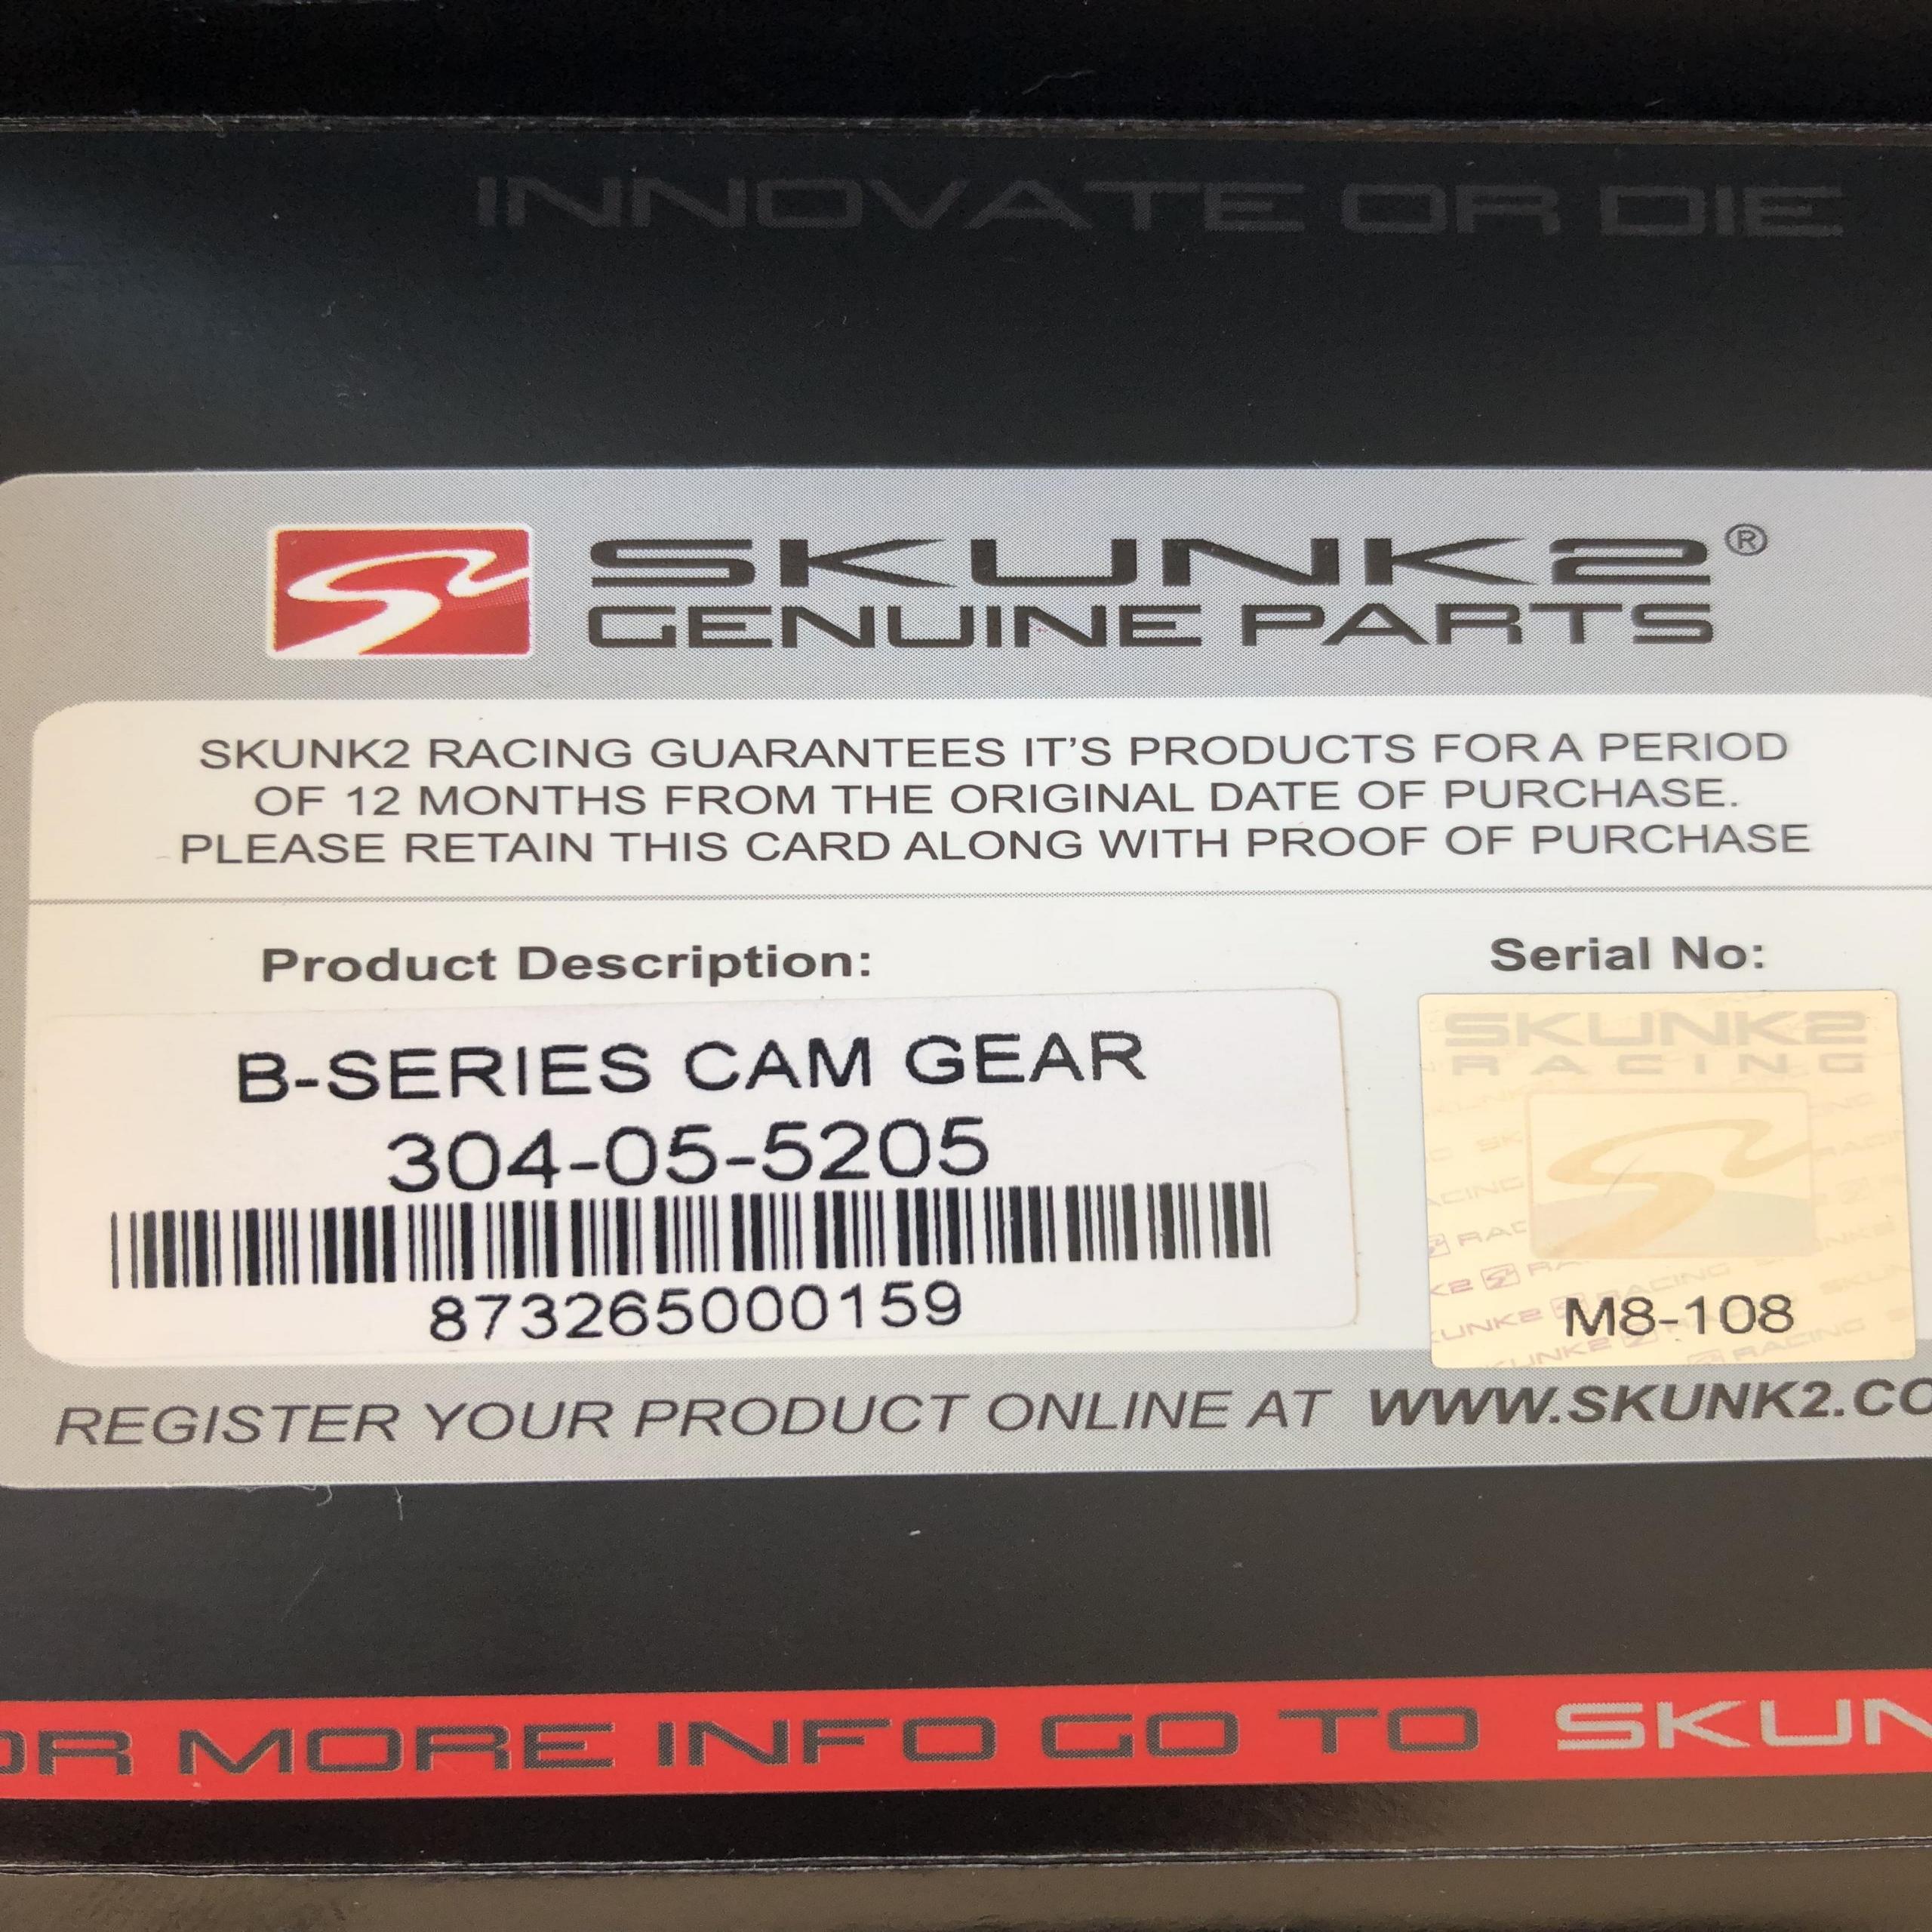 INNOVATE OR DIE
SKUNK2®
GENUINE PARTS
SKUNK2 RACING GUARANTEES IT'S PRODUCTS FOR A PERIOD
OF 12 MONTHS FROM THE ORIGINAL DATE OF PURCHASE.
PLEASE RETAIN THIS CARD ALONG WITH PROOF OF PURCHASE
Product Description:
Serial No:
B-SERIES CAM GEAR
304-05-5205
873265000159
SKUNK2
RACING
M8-108
REGISTER YOUR PRODUCT ONLINE AT WWW.SKUNK2.CO
OR MORE INFO GO TO SKUN